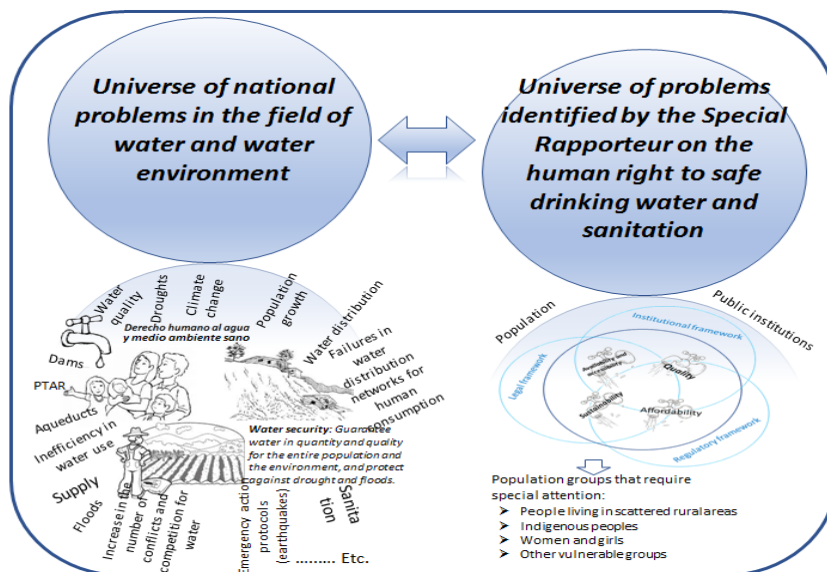 Universe of national
problems in the field of
water and water
environment
Universe of problems
identified by the Special
Rapporteur on the
human right to safe
drinking water and
sanitation
Water
quality
Droughts
Climate
change
Population
growth
Water distribution
Failures in
water
distribution
networks for
human
consumption
Derecho humano al agua
y medio ambiente sano
Dams
PTAR
Aqueducts
Inefficiency in
water use
Supply
Floods
Increase in the
number of
conflicts and
competition for
water
Water security: Guarantee
water in quantity and quality
for the entire population and
the environment, and protect
against drought and floods.
Emergency action
protocols
(earthquakes)
Sanita
tion
......... Etc.
Population
Public institutions
Institutional framework
Legal framework
Availability and
accessibility
Quality
Sustainability
Affordability
Regulatory framework
Population groups that require
special attention:
➤ People living in scattered rural areas
➤ Indigenous peoples
➤ Women and girls
➤ Other vulnerable groups